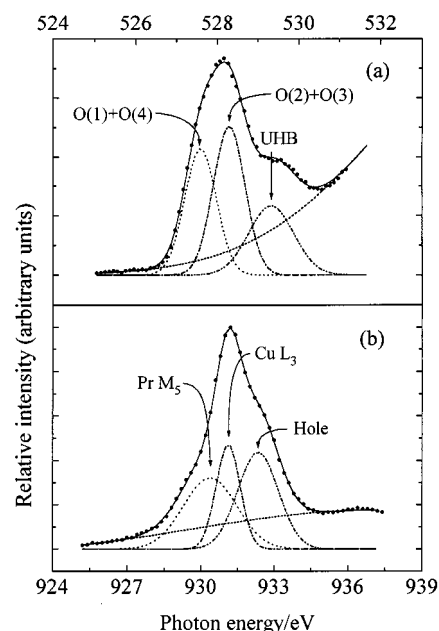 524 526 528 530 532
(a)
O(2)+O(3)
O(1)+O(4)
UHB
Relative intensity (arbitrary units)
(b)
Cu L3
Pr M5
Hole
924 927 930 933 936 939
Photon energy/eV